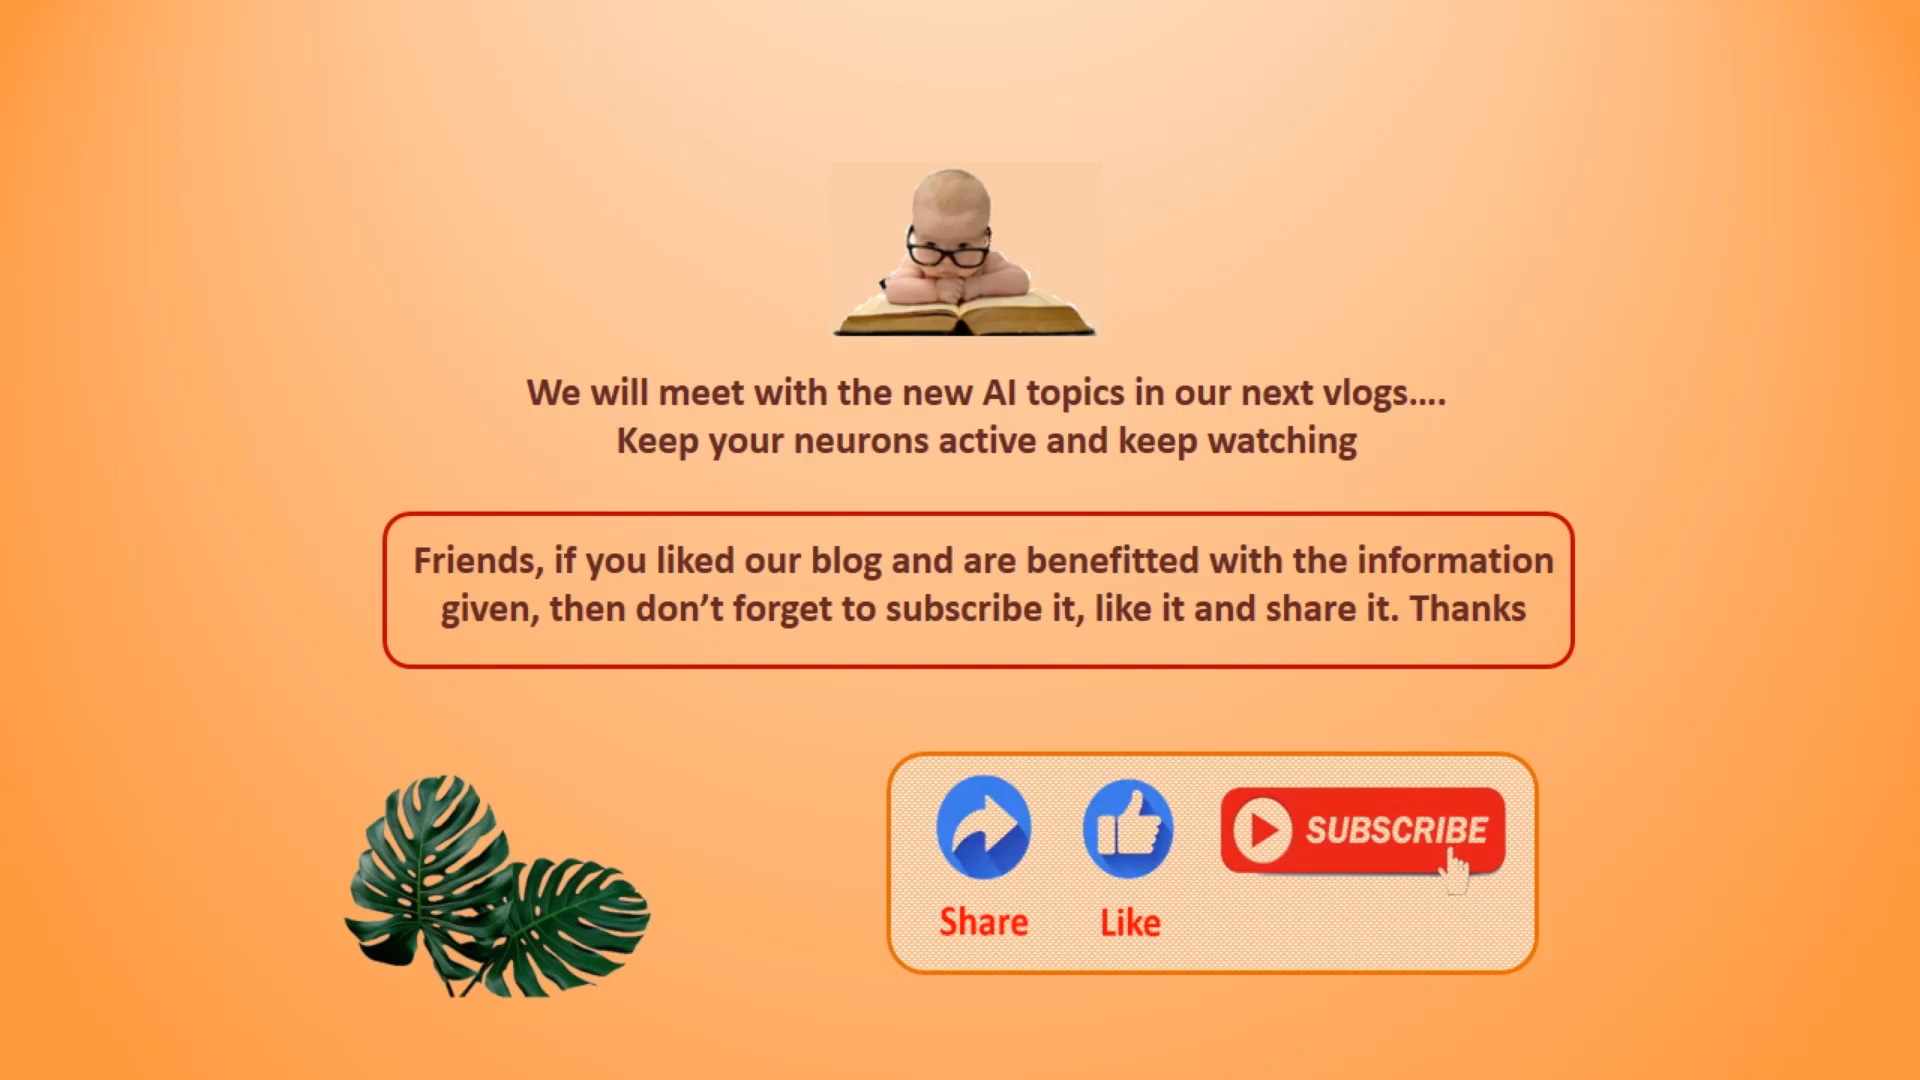 We will meet with the new AI topics in our next vlogs....
Keep your neurons active and keep watching
Friends, if you liked our blog and are benefitted with the information
given, then don’t forget to subscribe it, like it and share it. Thanks
SUBSCRIBE
Share
Like